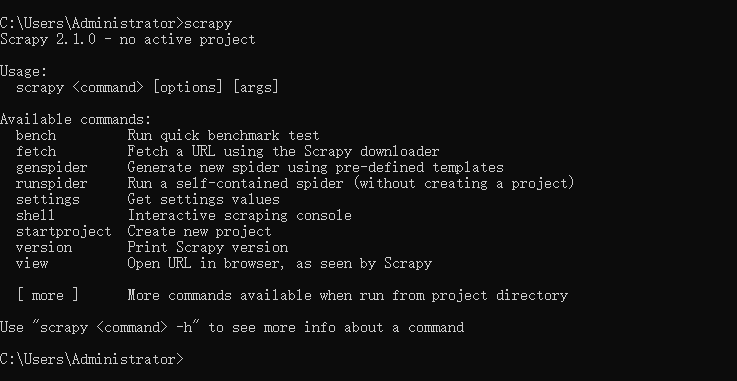 C:\Users\Administrator>scrapy
Scrapy 2.1.0 - no active project
Usage:
  scrapy <command> [options] [args]
Available commands:
  bench         Run quick benchmark test
  fetch         Fetch a URL using the Scrapy downloader
  genspider     Generate new spider using pre-defined templates
  runspider     Run a self-contained spider (without creating a project)
  settings      Get settings values
  shell         Interactive scraping console
  startproject  Create new project
  version       Print Scrapy version
  view          Open URL in browser, as seen by Scrapy
  [ more ]      More commands available when run from project directory
Use "scrapy <command> -h" to see more info about a command
C:\Users\Administrator>